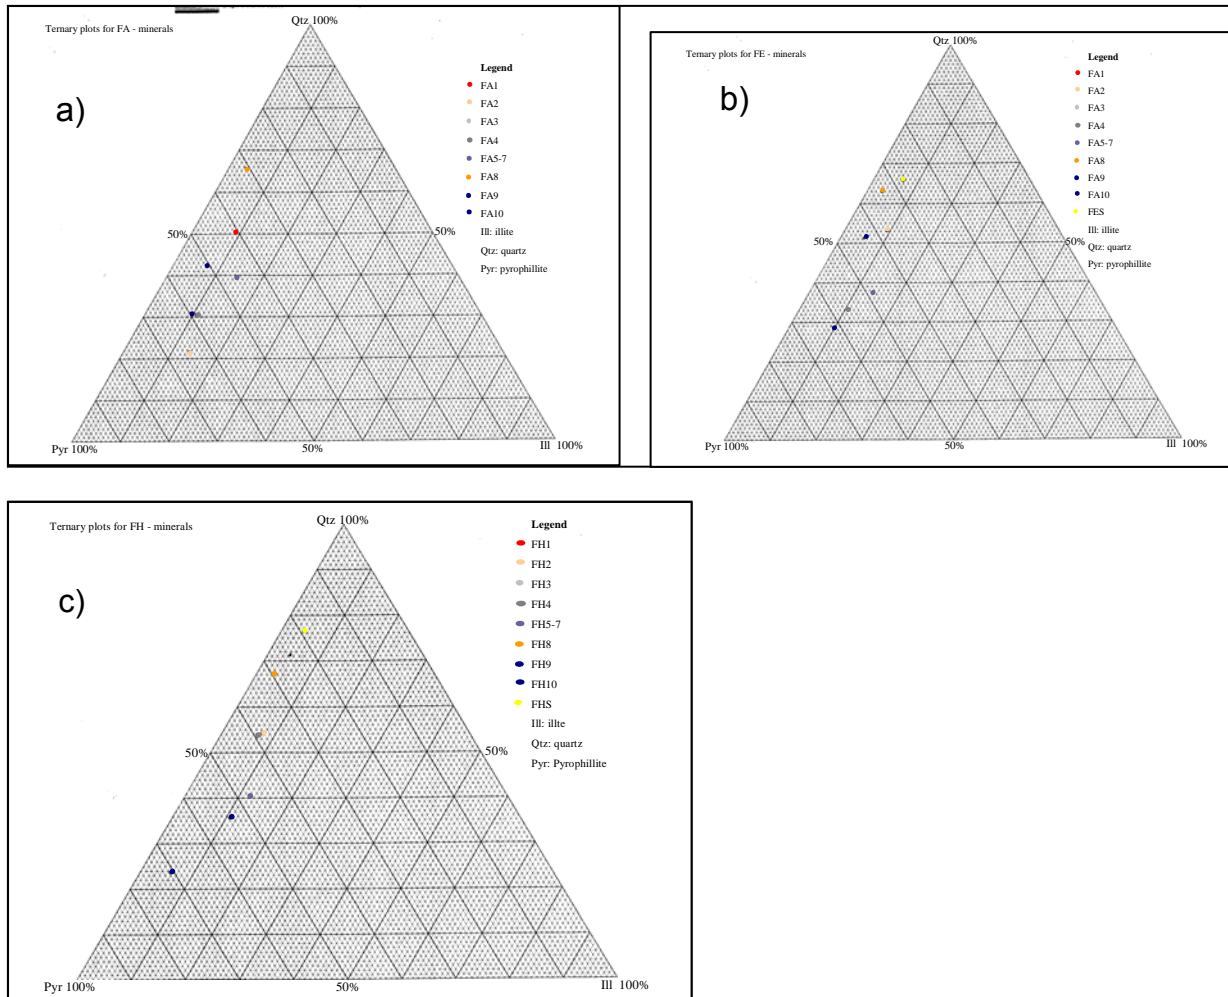 Ternary plots for FA - minerals
Qtz 100%
a)
Legend
FA1
FA2
FA3
FA4
FA5-7
FA8
FA9
FA10
Ill: illite
Qtz: quartz
Pyr: pyrophillite
50%
50%
Pyr 100%
50%
Ill 100%
Ternary plots for FE - minerals
Qtz 100%
b)
Legend
FA1
FA2
FA3
FA4
FA5-7
FA8
FA9
FA10
FES
Ill: illite
Qtz: quartz
Pyr: pyrophillite
50%
50%
Pyr 100%
50%
Ill 100%
Ternary plots for FH - minerals
Qtz 100%
c)
Legend
FH1
FH2
FH3
FH4
FH5-7
FH8
FH9
FH10
FHS
Ill: illte
Qtz: quartz
Pyr: Pyrophillite
50%
50%
Pyr 100%
50%
Ill 100%